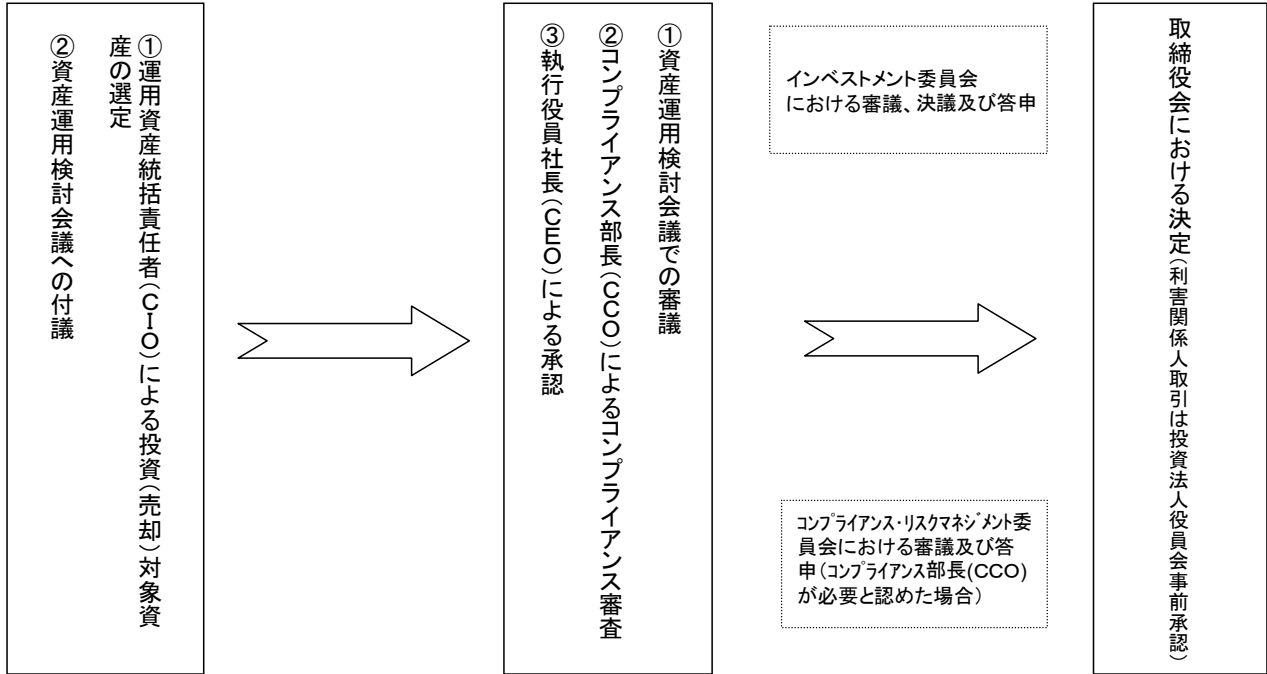 ①運用資産統括責任者(CIO)による投資(売却)対象資
産の選定
②資産運用検討会議への付議
①資産運用検討会議での審議
②コンプライアンス部長(CCO)によるコンプライアンス審査
③執行役員社長(CEO)による承認
インベストメント委員会
における審議、決議及び答申
コンプライアンス・リスクマネジメント委
員会における審議及び答
申(コンプライアンス部長(CCO)
が必要と認めた場合)
取締役会における決定(利害関係人取引は投資法人役員会事前承認)